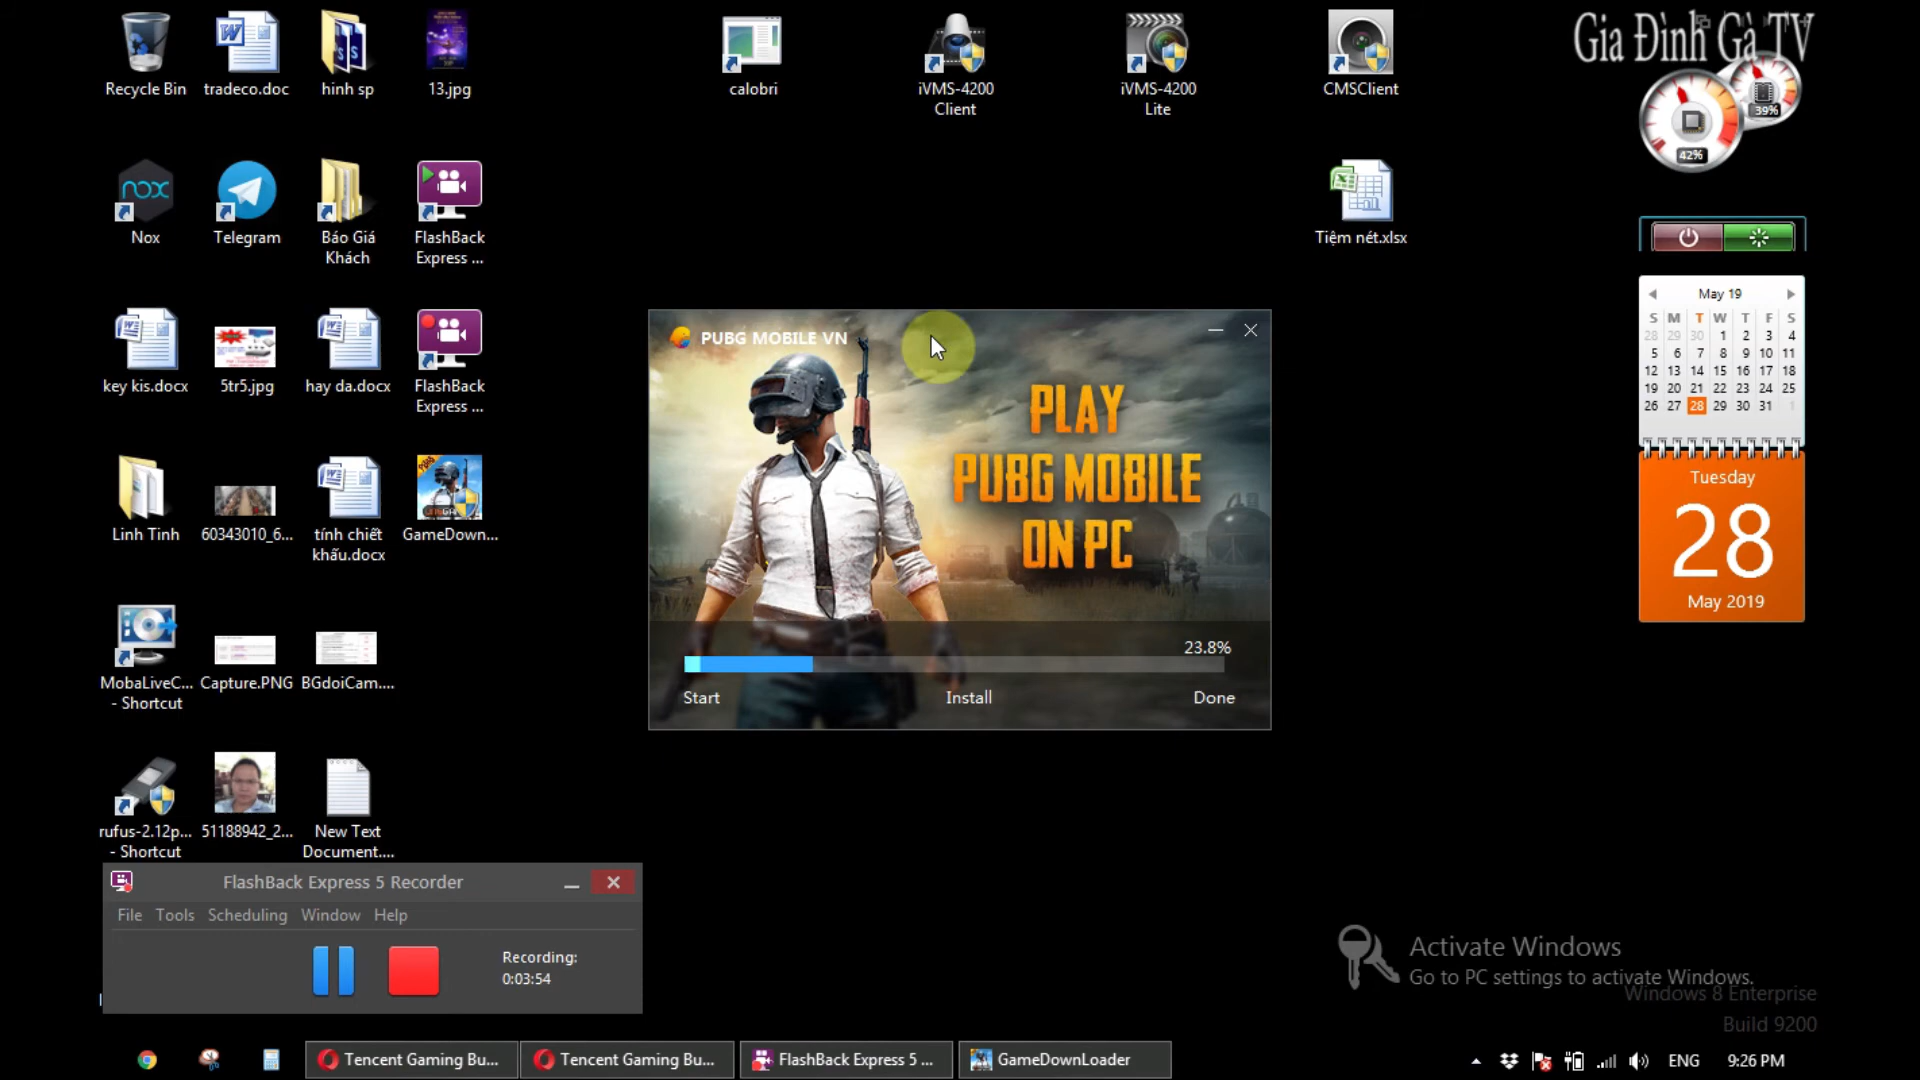 Recycle Bin
tradeco.doc
hinh sp
13.jpg
calobri
iVMS-4200
Client
iVMS-4200
Lite
CMSClient
Gia Đình Gà TV
39%
42%
nox
Nox
Telegram
Báo Giá
Khách
FlashBack
Express ...
Tiệm nét.xlsx
key kis.docx
5tr5.jpg
hay da.docx
FlashBack
Express ...
May 19
S M T W T F S
28 29 30 1 2 3 4
5 6 7 8 9 10 11
12 13 14 15 16 17 18
19 20 21 22 23 24 25
26 27 28 29 30 31 1
Tuesday
28
May 2019
PUBG MOBILE VN
PLAY
PUBG MOBILE
ON PC
23.8%
Start
Install
Done
Linh Tinh
60343010_6...
tính chiết
khấu.docx
GameDown...
MobaLiveC...
- Shortcut
Capture.PNG
BGdoiCam....
rufus-2.12p...
- Shortcut
51188942_2...
New Text
Document....
FlashBack Express 5 Recorder
File Tools Scheduling Window Help
Recording:
0:03:54
Activate Windows
Go to PC settings to activate Windows.
Windows 8 Enterprise
Build 9200
Tencent Gaming Bu...
Tencent Gaming Bu...
FlashBack Express 5 ...
GameDownLoader
ENG
9:26 PM